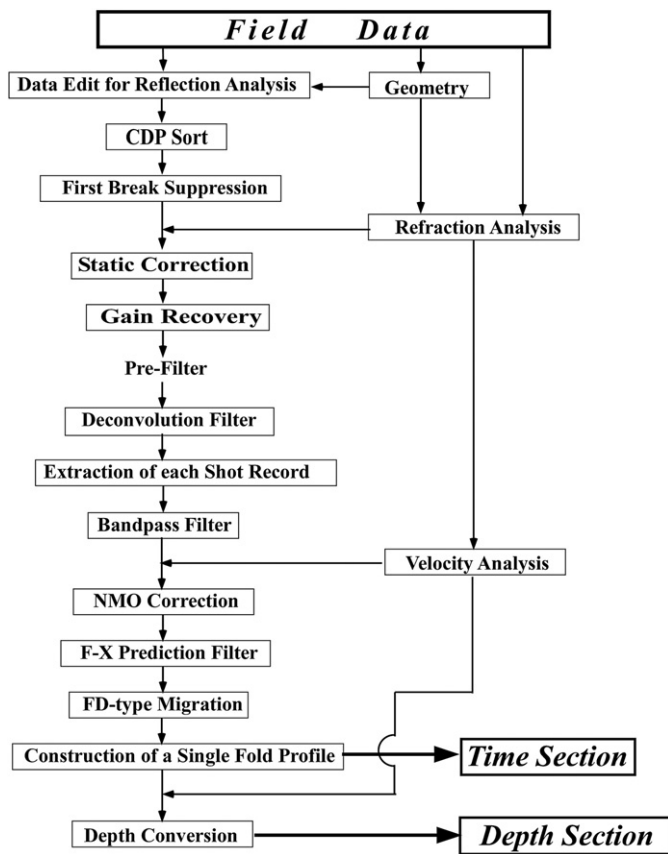 Field Data
Data Edit for Reflection Analysis
Geometry
CDP Sort
First Break Suppression
Refraction Analysis
Static Correction
Gain Recovery
Pre-Filter
Deconvolution Filter
Extraction of each Shot Record
Bandpass Filter
Velocity Analysis
NMO Correction
F-X Prediction Filter
FD-type Migration
Construction of a Single Fold Profile
Time Section
Depth Conversion
Depth Section